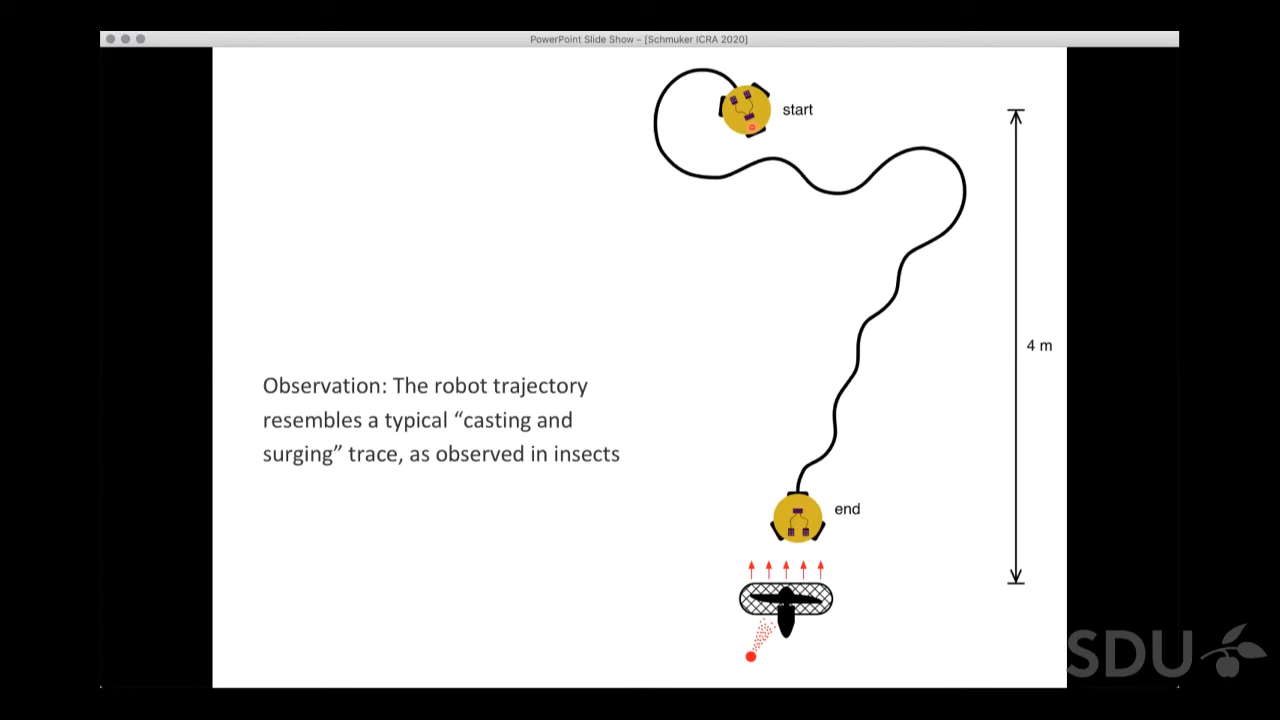 PowerPoint Slide Show – [Schmuker ICRA 2020]
start
4 m
Observation: The robot trajectory
resembles a typical “casting and
surging” trace, as observed in insects
end
SDU